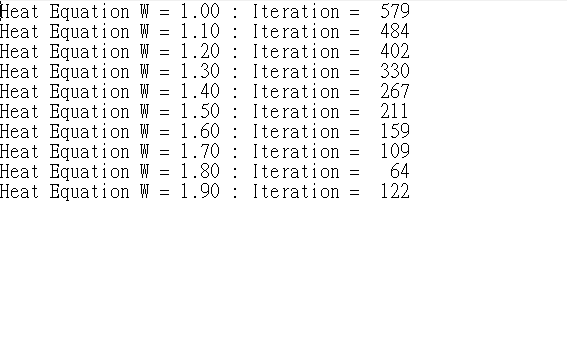 Heat Equation W = 1.00 : Iteration =  579
Heat Equation W = 1.10 : Iteration =  484
Heat Equation W = 1.20 : Iteration =  402
Heat Equation W = 1.30 : Iteration =  330
Heat Equation W = 1.40 : Iteration =  267
Heat Equation W = 1.50 : Iteration =  211
Heat Equation W = 1.60 : Iteration =  159
Heat Equation W = 1.70 : Iteration =  109
Heat Equation W = 1.80 : Iteration =   64
Heat Equation W = 1.90 : Iteration =  122